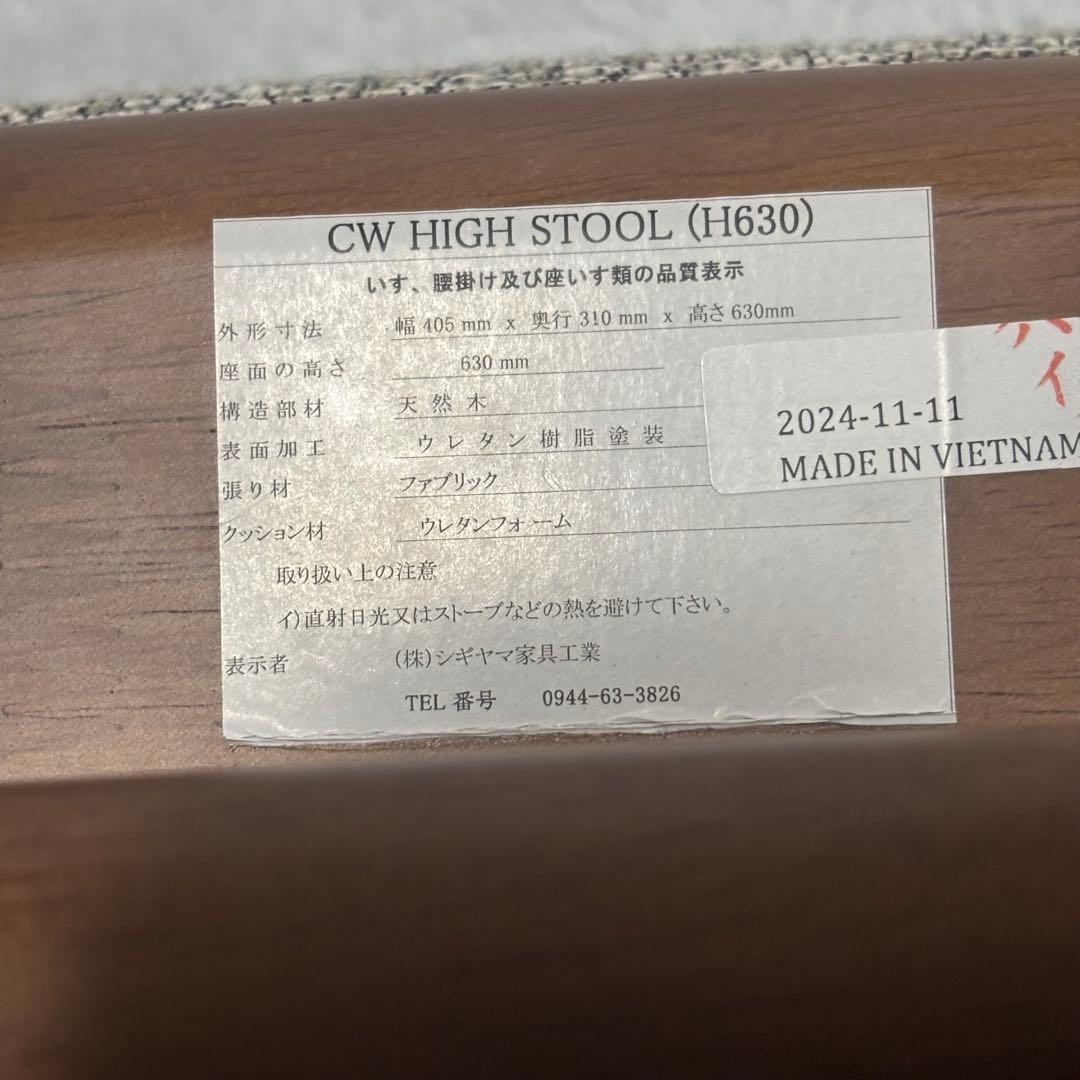 CW HIGH STOOL (H630)
いす、腰掛け及び座いす類の品質表示
外形寸法 幅 405 mm x 奥行 310 mm x 高さ 630mm
座面の高さ 630 mm
構造部材 天然木
表面加工 ウレタン樹脂塗装
張り材 ファブリック
クッション材 ウレタンフォーム
取り扱い上の注意
イ)直射日光又はストーブなどの熱を避けて下さい。
表示者 (株)シギヤマ家具工業
TEL 番号 0944-63-3826
2024-11-11
MADE IN VIETNAM